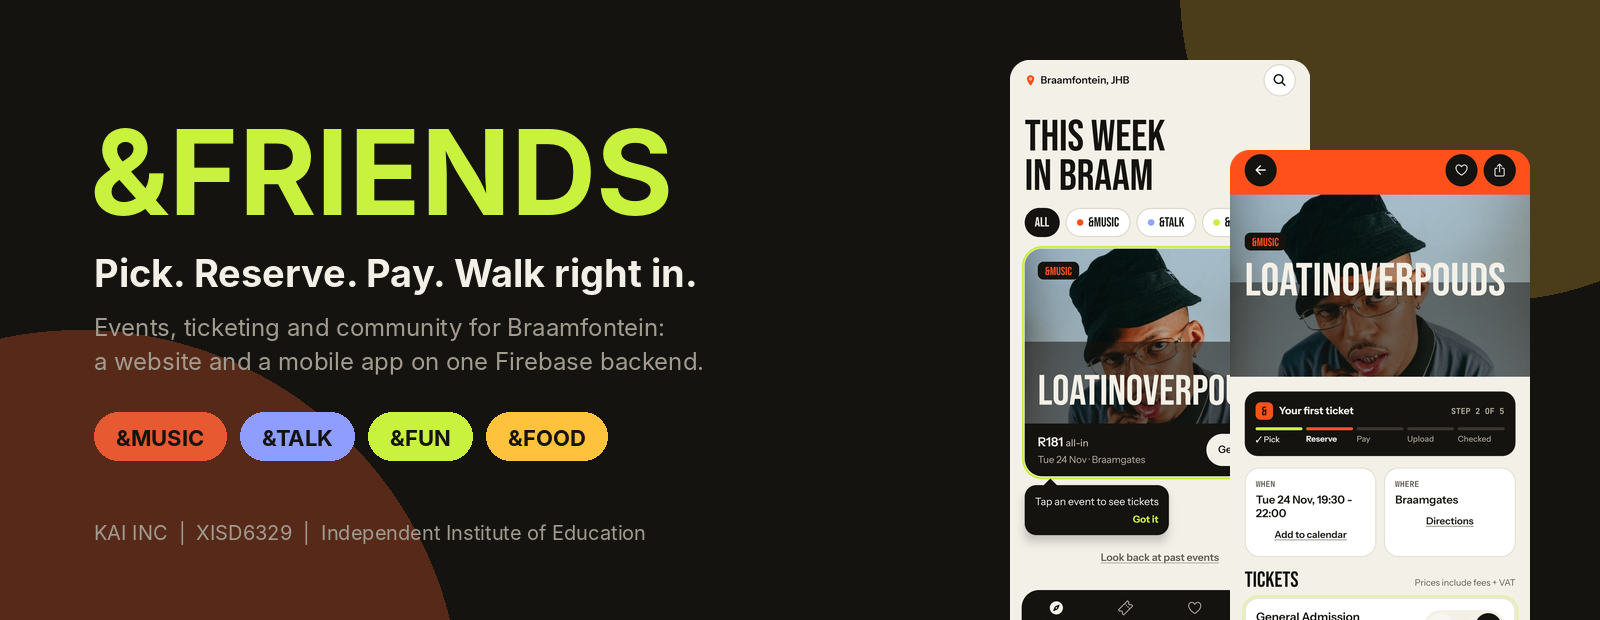 &FRIENDS
Pick. Reserve. Pay. Walk right in.
Events, ticketing and community for Braamfontein:
a website and a mobile app on one Firebase backend.
&MUSIC &TALK &FUN &FOOD
KAI INC | XISD6329 | Independent Institute of Education
Braamfontein, JHB
THIS WEEK
IN BRAAM
ALL &MUSIC &TALK &
&MUSIC
LOATINOVERPOU
R181 all-in
Tue 24 Nov · Braamgates
Ge
Tap an event to see tickets
Got it
Look back at past events
&MUSIC
LOATINOVERPOUDS
& Your first ticket STEP 2 OF 5
✓ Pick Reserve Pay Upload Checked
WHEN
Tue 24 Nov, 19:30 -
22:00
Add to calendar
WHERE
Braamgates
Directions
TICKETS Prices include fees + VAT
General Admission